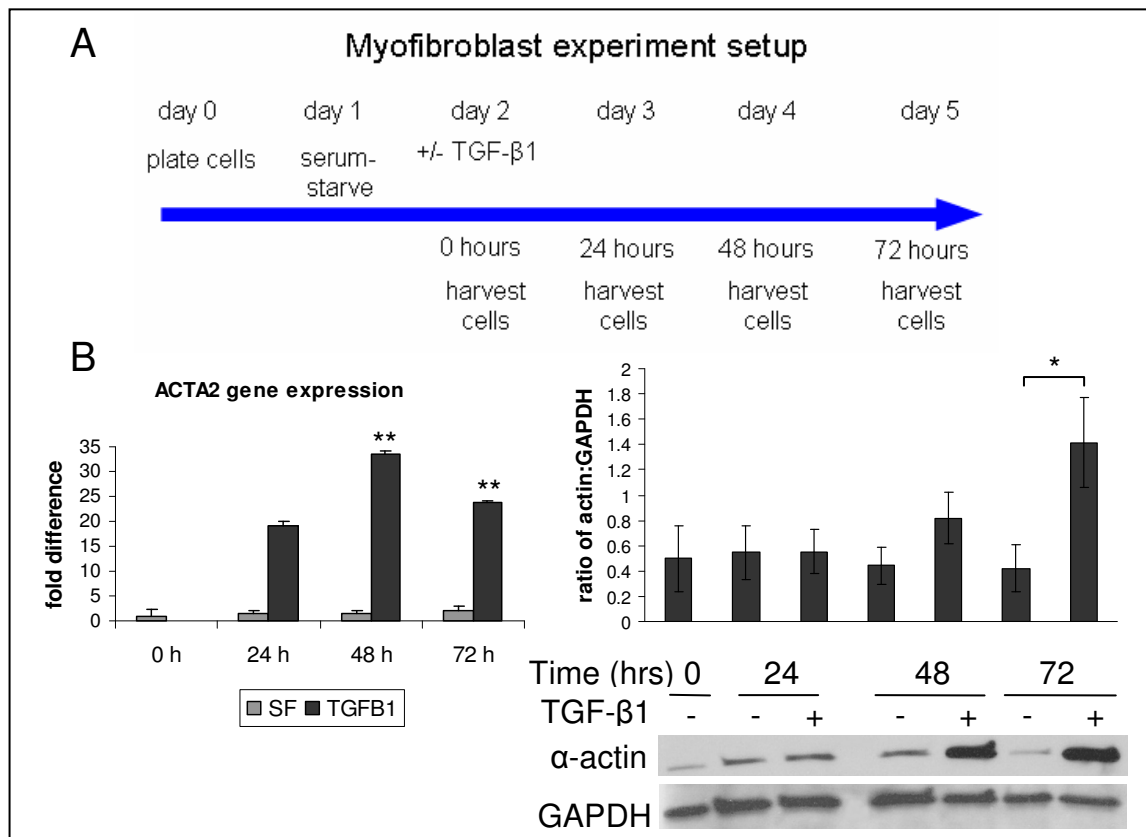 A
Myofibroblast experiment setup
day 0 day 1 day 2 day 3 day 4 day 5
plate cells serum- +/- TGF-β1
starve
0 hours 24 hours 48 hours 72 hours
harvest harvest harvest harvest
cells cells cells cells
B
ACTA2 gene expression
fold difference
35
30
25
20
15
10
5
0
0 h 24 h 48 h 72 h
** **
SF TGFB1
ratio of actin:GAPDH
2
1.8
1.6
1.4
1.2
1
0.8
0.6
0.4
0.2
0
*
Time (hrs) 0 24 48 72
TGF-β1 - - + - + - +
α-actin
GAPDH